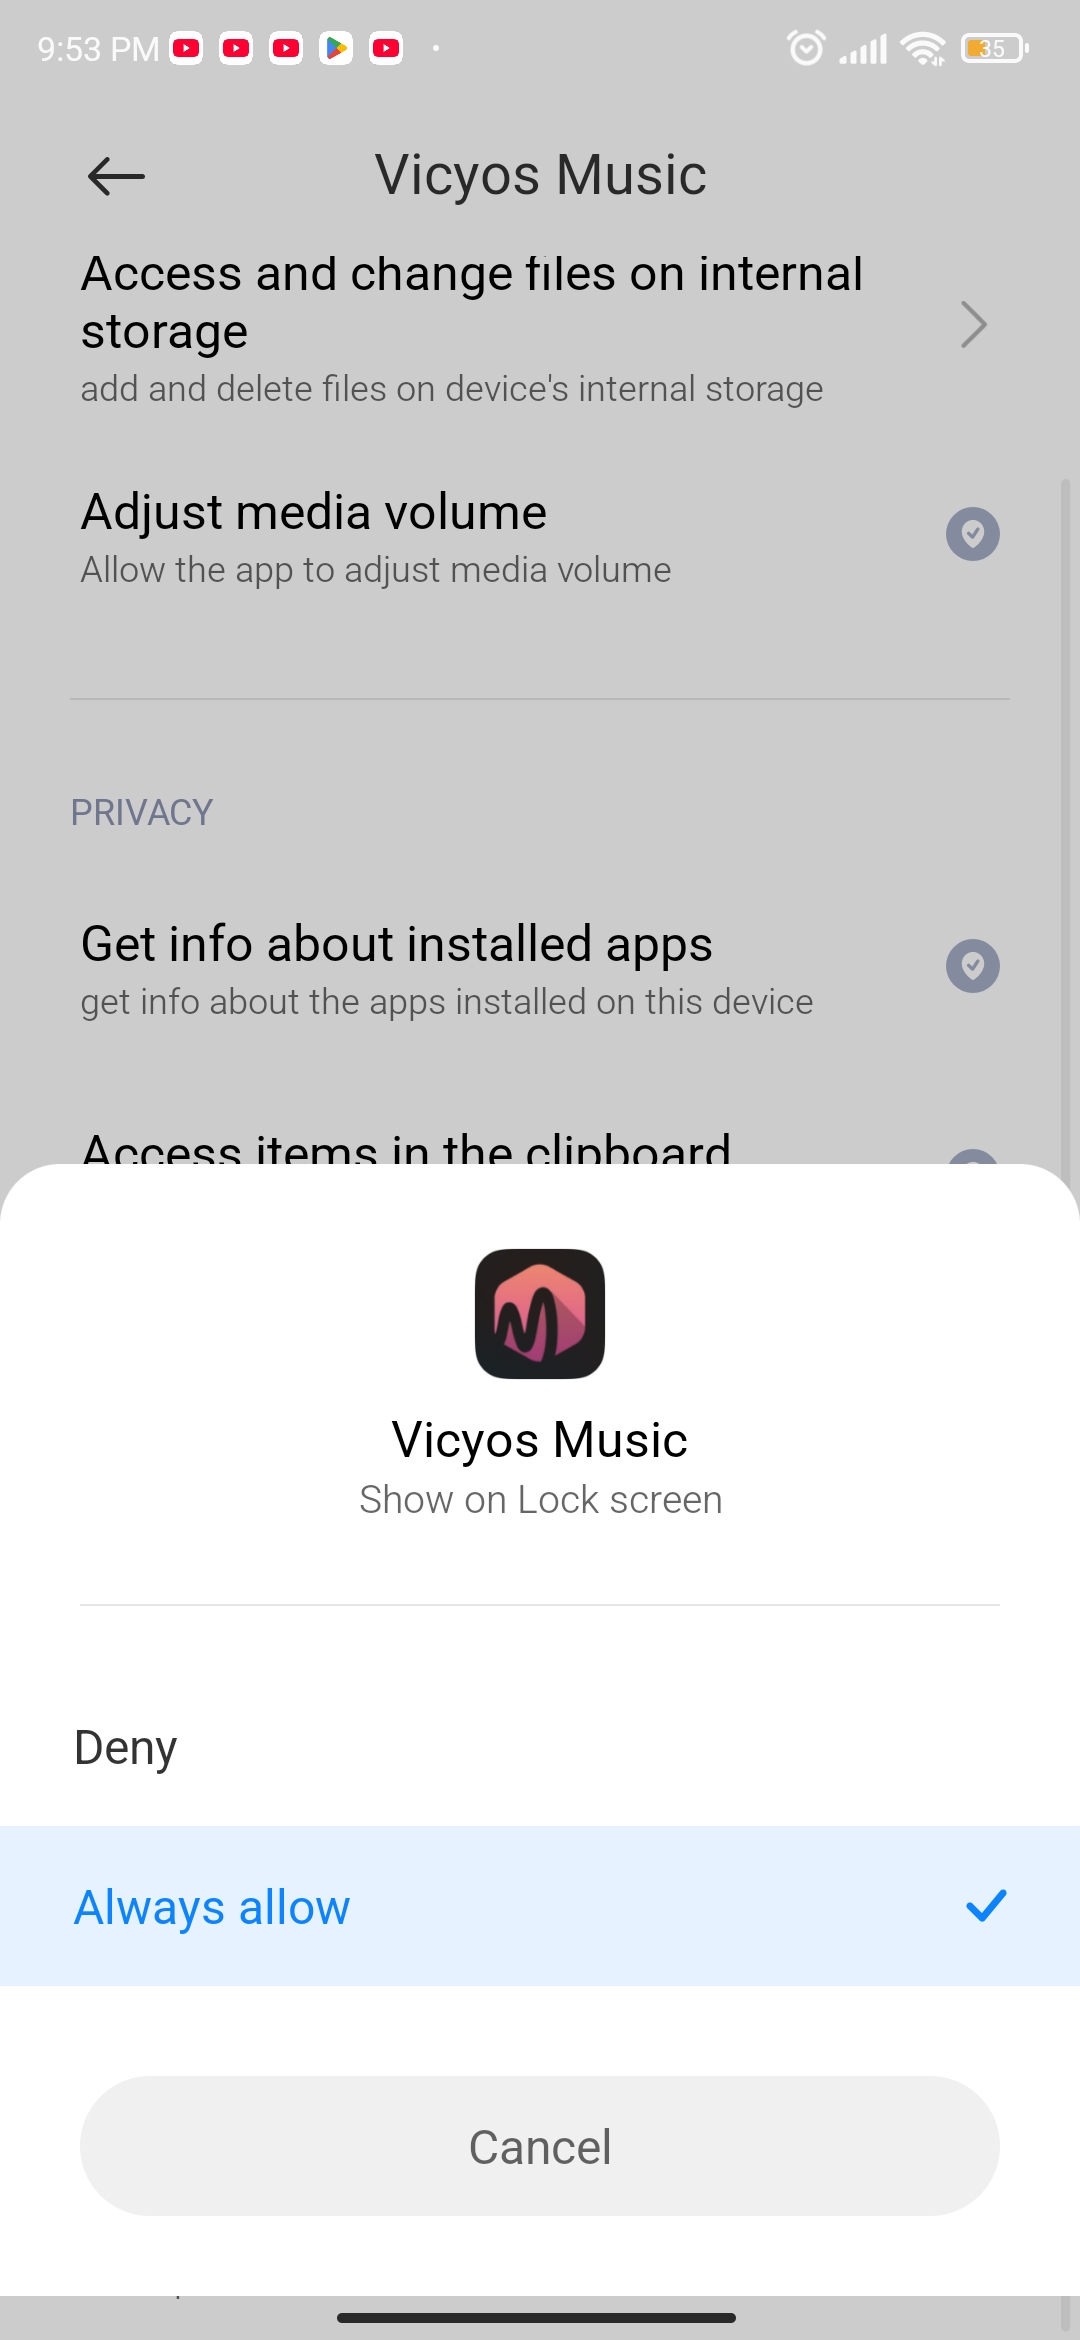 9:53 PM
35
Vicyos Music
Access and change files on internal
storage
add and delete files on device's internal storage
Adjust media volume
Allow the app to adjust media volume
PRIVACY
Get info about installed apps
get info about the apps installed on this device
Access items in the clipboard
Vicyos Music
Show on Lock screen
Deny
Always allow
Cancel